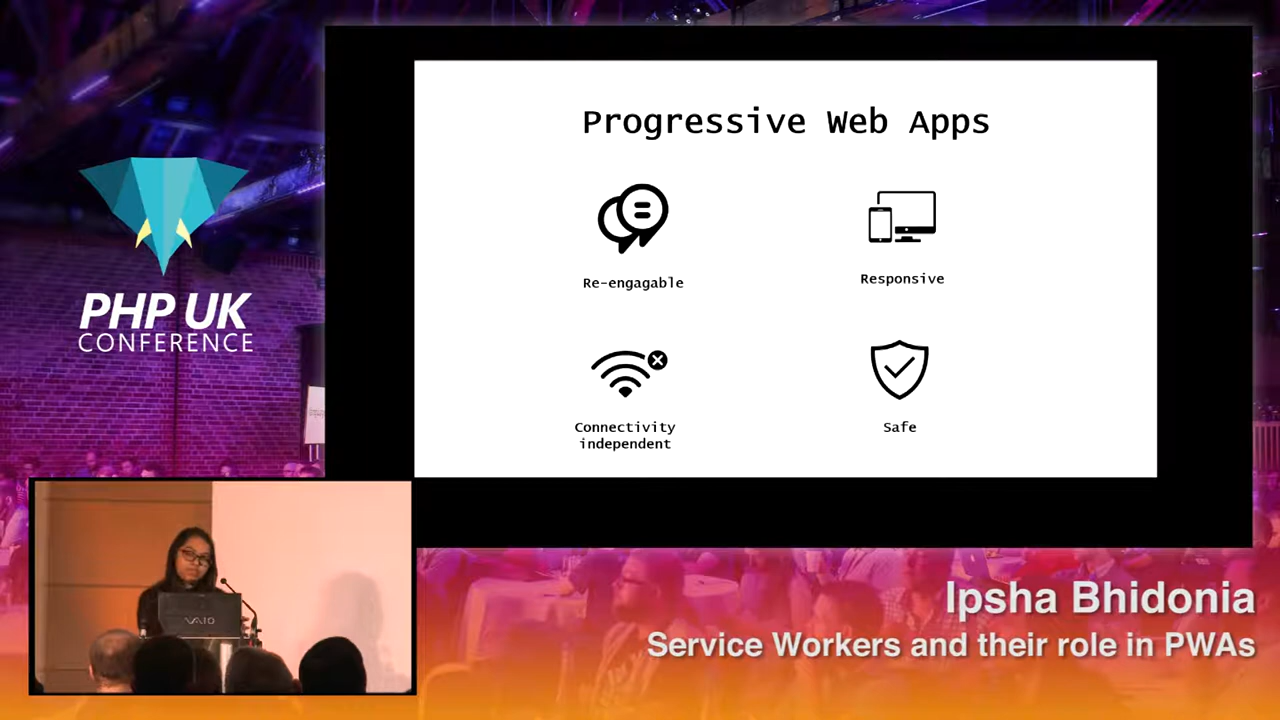 Progressive Web Apps
Re-engagable
Responsive
Connectivity
independent
Safe
PHP UK
CONFERENCE
VAIO
Ipsha Bhidonia
Service Workers and their role in PWAs